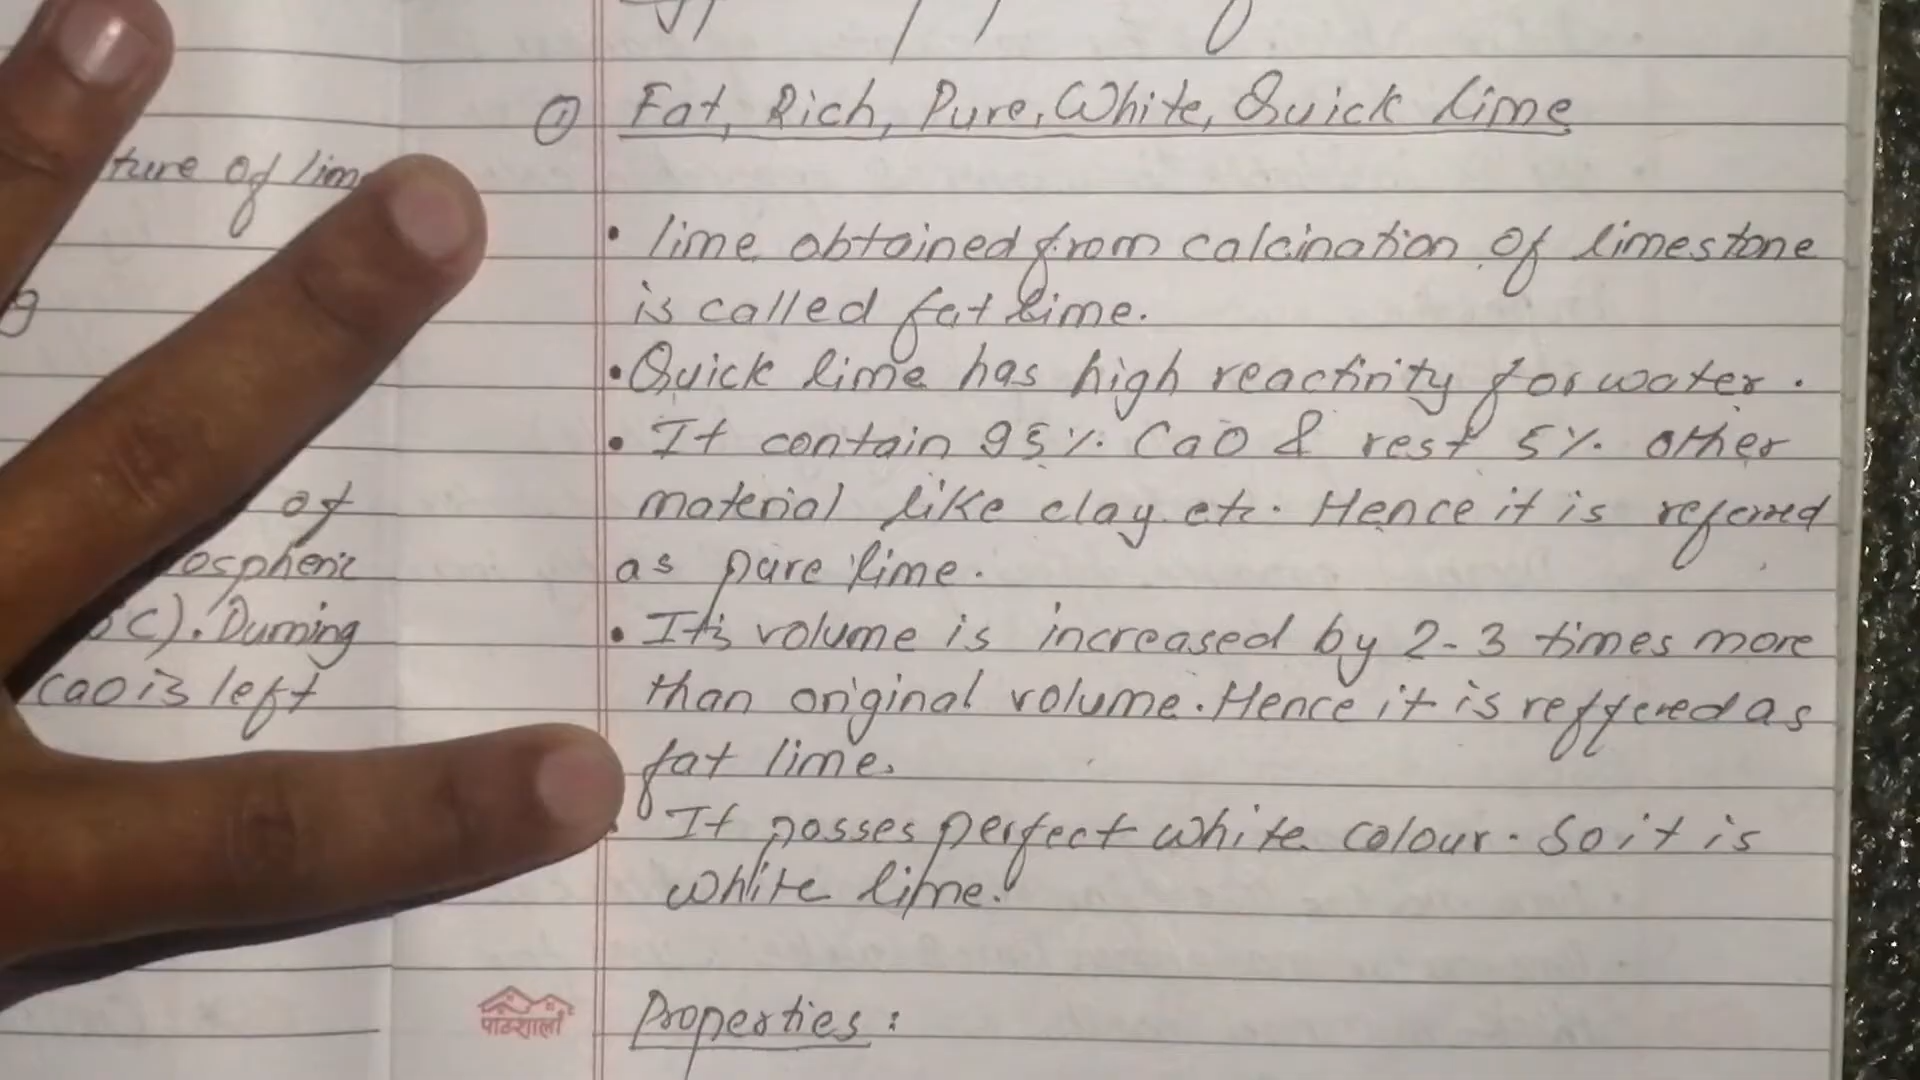 ① Fat, Rich, Pure, White, Quick lime
ture of lim
• lime obtained from calcination of limestone
is called fat lime.
• Quick lime has high reactivity for water.
• It contain 95% CaO & rest 5% other
material like clay etc. Hence it is referred
as pure lime.
• It's volume is increased by 2-3 times more
than original volume. Hence it is reffered as
fat lime.
• It posses perfect white colour. So it is
white lime.
of
ospheric
C). During
CaO is left
पाठशाला
Properties: